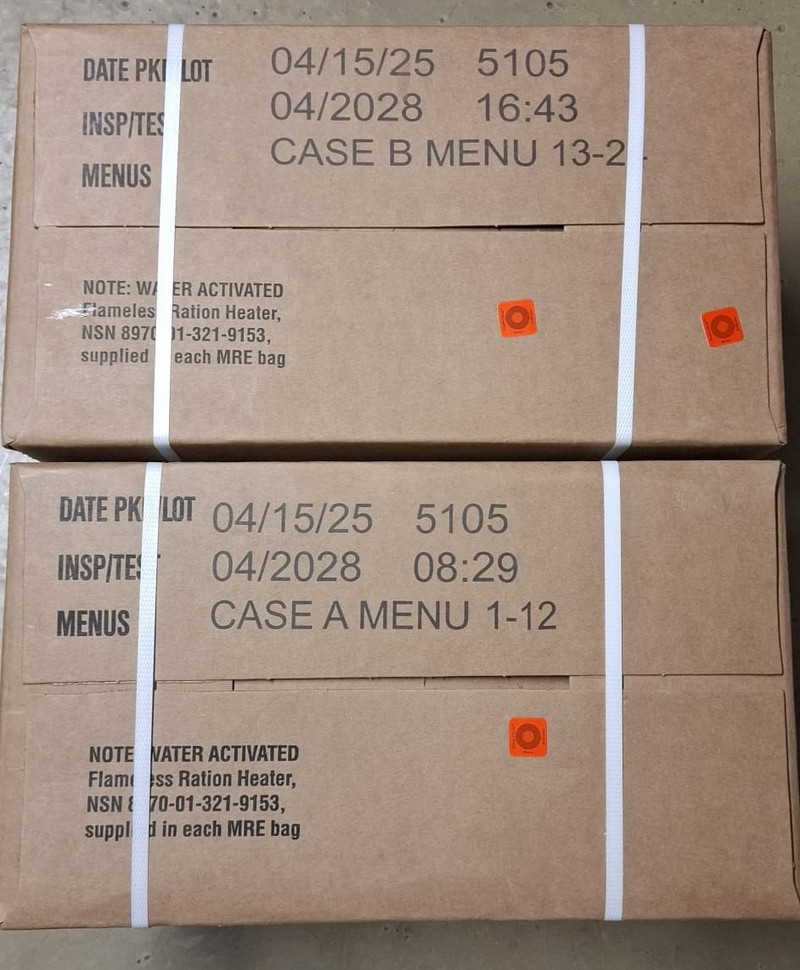 DATE PK LOT 04/15/25 5105
INSP/TES 04/2028 16:43
MENUS CASE B MENU 13-2
NOTE: WA ER ACTIVATED
Flameles Ration Heater,
NSN 8970 01-321-9153,
supplied each MRE bag
DATE PK /LOT 04/15/25 5105
INSP/TES 04/2028 08:29
MENUS CASE A MENU 1-12
NOTE WATER ACTIVATED
Flame ess Ration Heater,
NSN 8 70-01-321-9153,
suppli d in each MRE bag